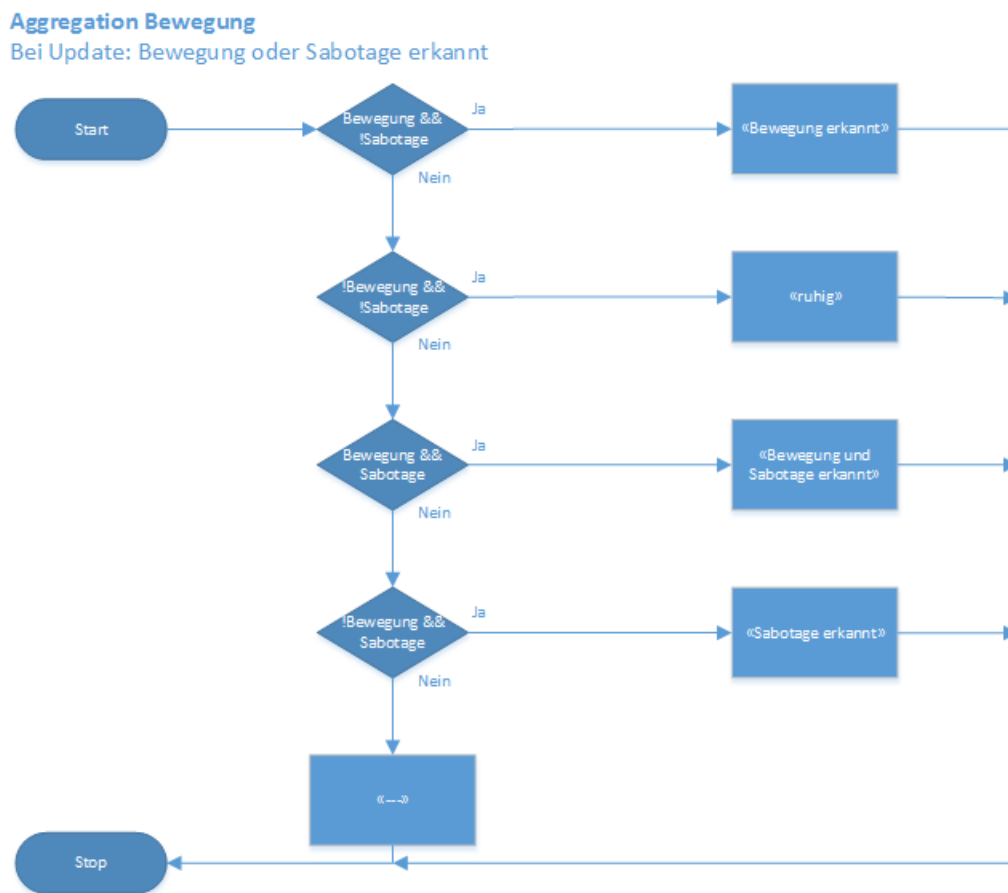 Aggregation Bewegung
Bei Update: Bewegung oder Sabotage erkannt
Start
Bewegung &&
!Sabotage
Ja
«Bewegung erkannt»
Nein
!Bewegung &&
!Sabotage
Ja
«ruhig»
Nein
Bewegung &&
Sabotage
Ja
«Bewegung und
Sabotage erkannt»
Nein
!Bewegung &&
Sabotage
Ja
«Sabotage erkannt»
Nein
«---»
Stop